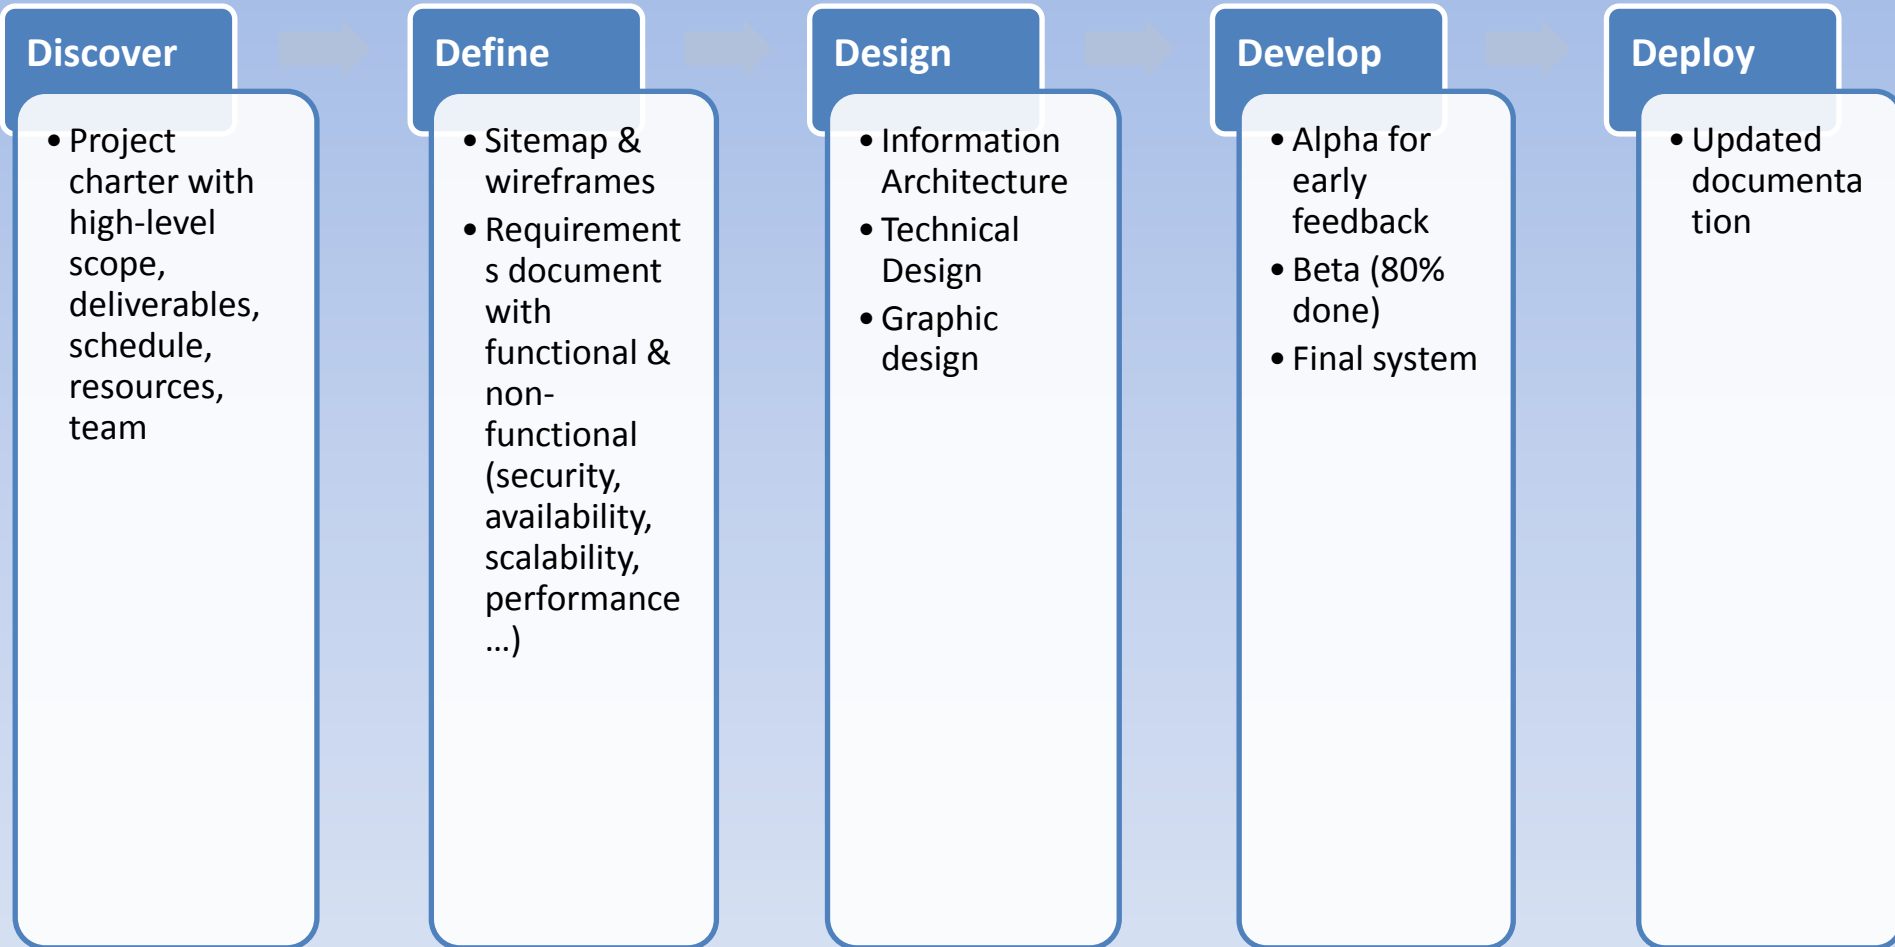 Discover
• Project
charter with
high-level
scope,
deliverables,
schedule,
resources,
team
Define
• Sitemap &
wireframes
• Requirement
s document
with
functional &
non-
functional
(security,
availability,
scalability,
performance
...)
Design
• Information
Architecture
• Technical
Design
• Graphic
design
Develop
• Alpha for
early
feedback
• Beta (80%
done)
• Final system
Deploy
• Updated
documenta
tion